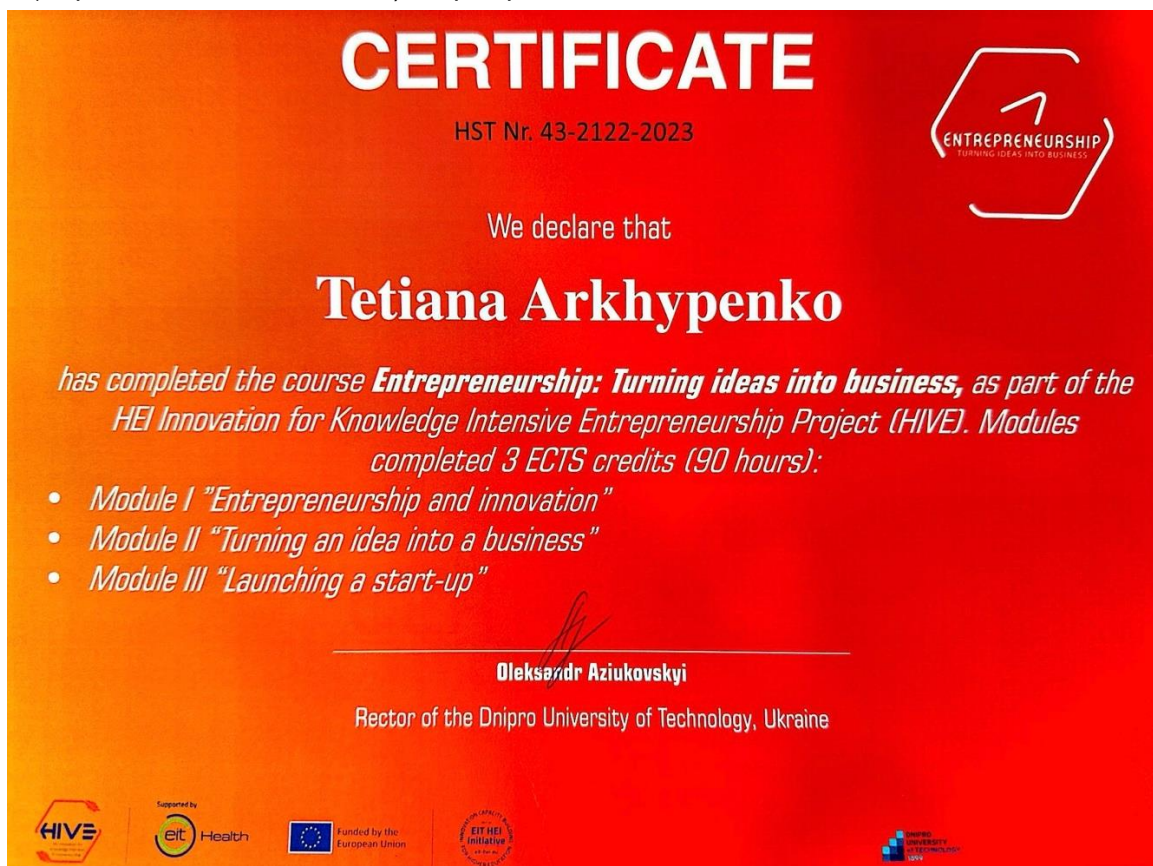 CERTIFICATE
HST Nr. 43-2122-2023
ENTREPRENEURSHIP
TURNING IDEAS INTO BUSINESS
We declare that
Tetiana Arkhypenko
has completed the course Entrepreneurship: Turning ideas into business, as part of the
HEI Innovation for Knowledge Intensive Entrepreneurship Project (HIVE). Modules
completed 3 ECTS credits (90 hours):
• Module I "Entrepreneurship and innovation"
• Module II “Turning an idea into a business”
• Module III “Launching a start-up”
Oleksandr Aziukovskyi
Rector of the Dnipro University of Technology, Ukraine
HIVE
Supported by
eit Health
Funded by the
European Union
EIT HEI
Initiative
DNIPRO
UNIVERSITY
of TECHNOLOGY
1899